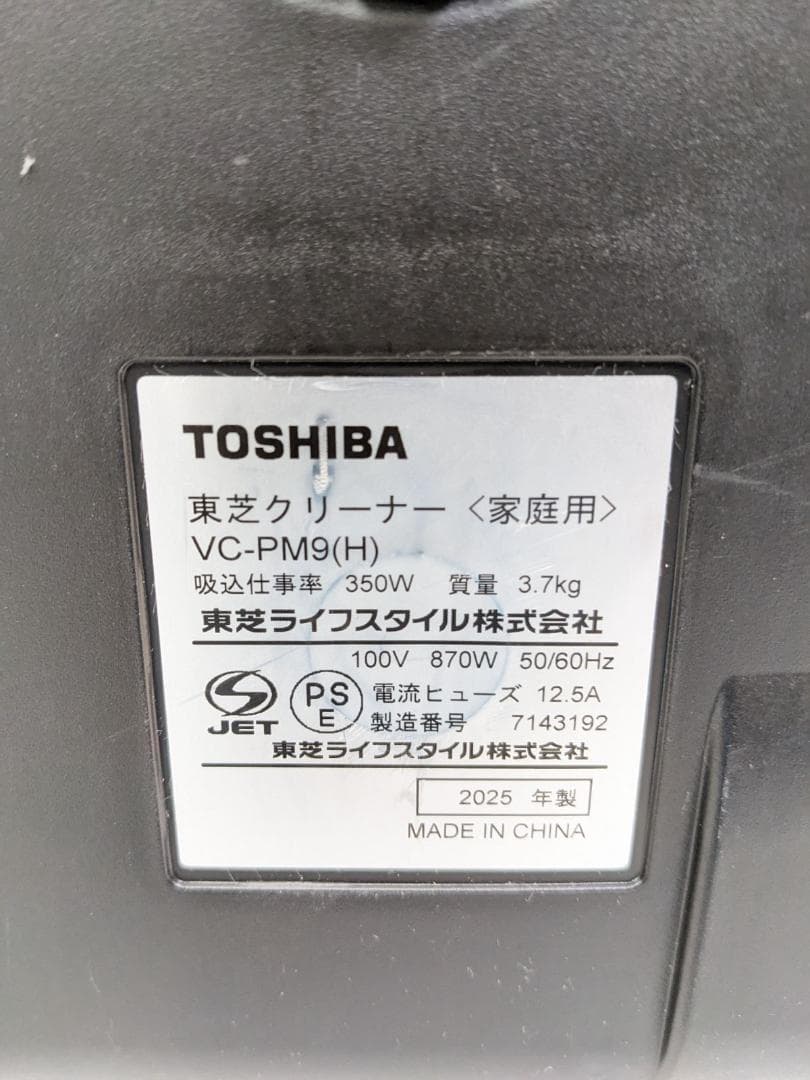 TOSHIBA
東芝クリーナー〈家庭用〉
VC-PM9(H)
吸込仕事率 350W 質量 3.7kg
東芝ライフスタイル株式会社
100V 870W 50/60Hz
JET PS E 電流ヒューズ 12.5A
製造番号 7143192
東芝ライフスタイル株式会社
2025 年製
MADE IN CHINA